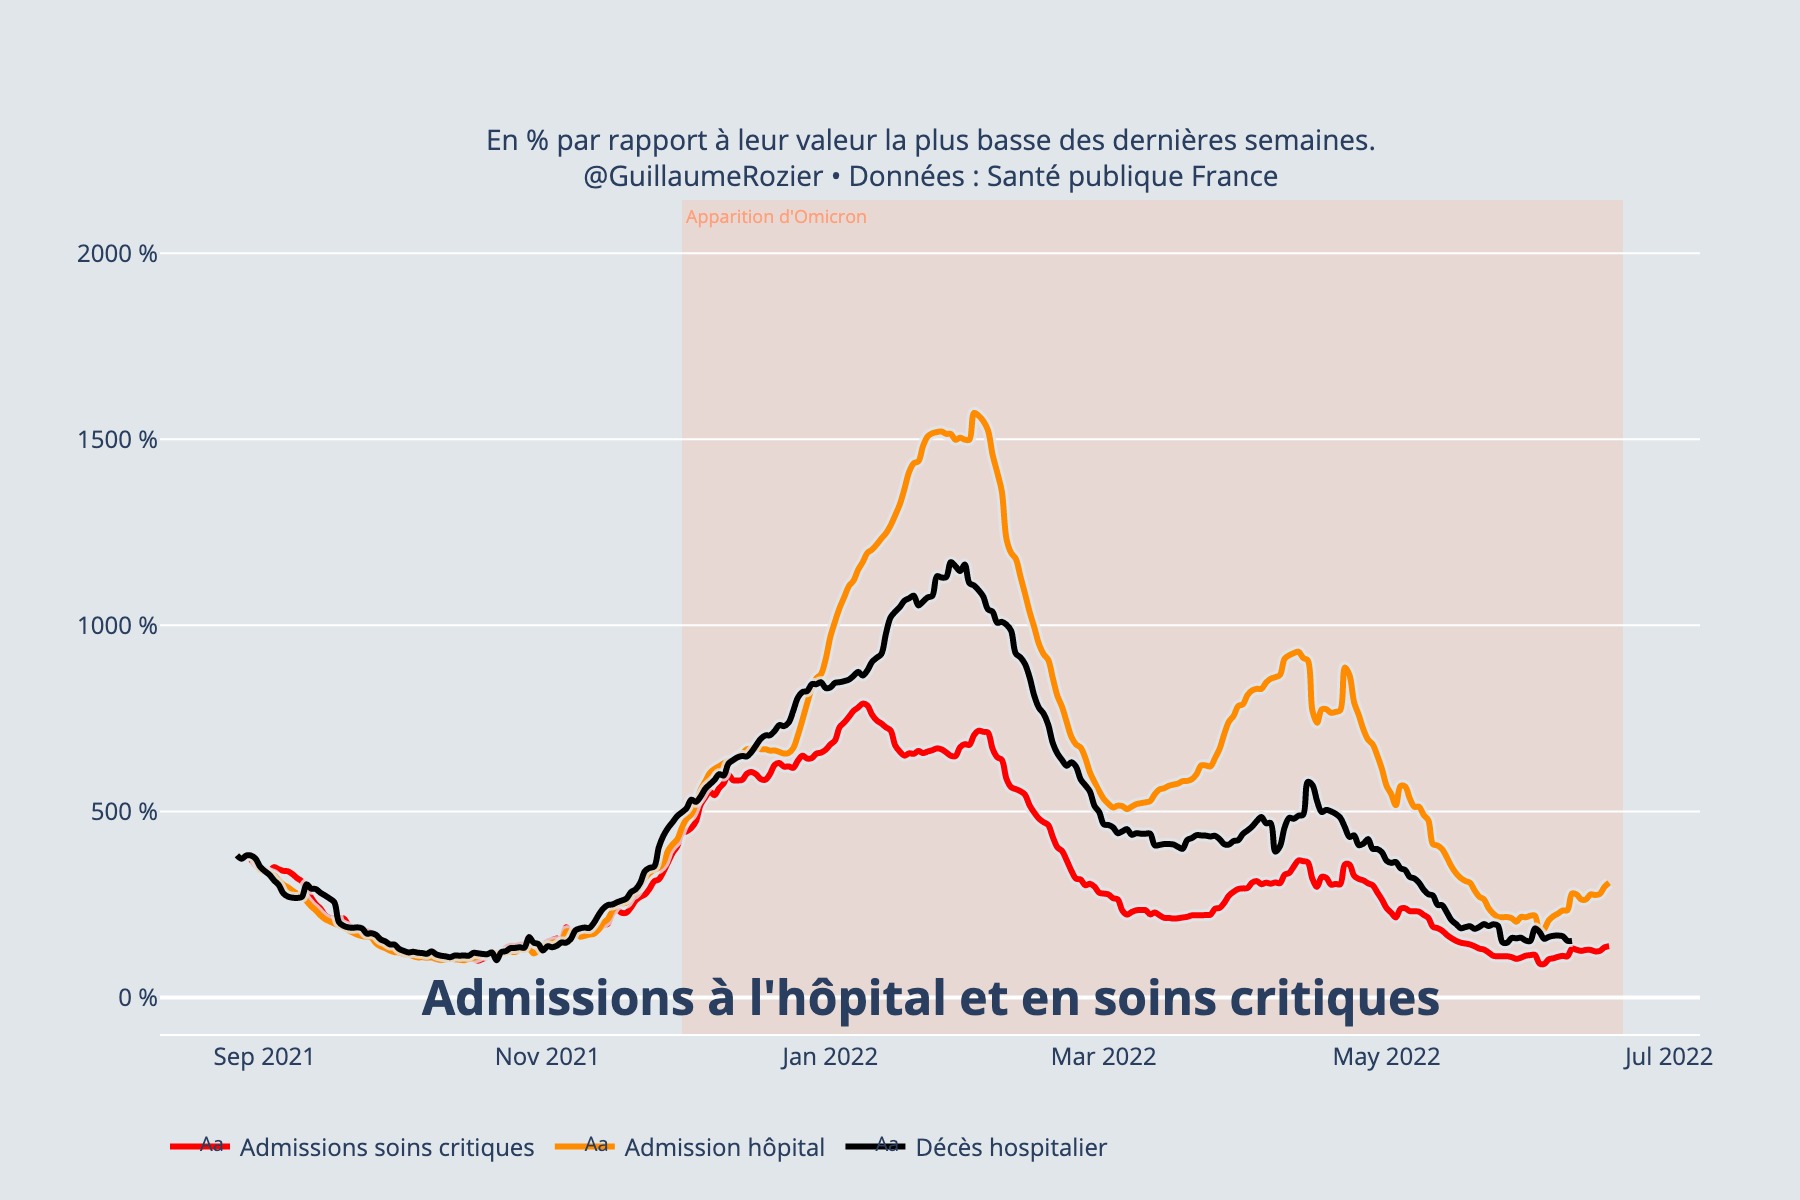 En % par rapport à leur valeur la plus basse des dernières semaines.
@GuillaumeRozier • Données : Santé publique France
Apparition d'Omicron
2000 %
1500 %
1000 %
500 %
0 %
Admissions à l'hôpital et en soins critiques
Sep 2021 Nov 2021 Jan 2022 Mar 2022 May 2022 Jul 2022
Aa Admissions soins critiques Aa Admission hôpital Aa Décès hospitalier